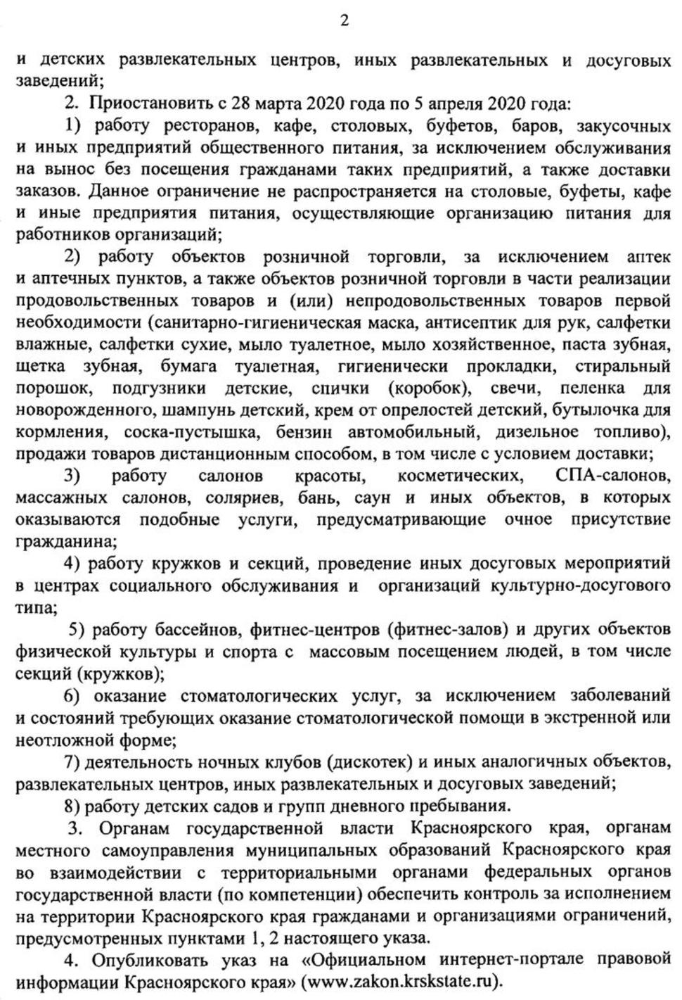 2
и детских развлекательных центров, иных развлекательных и досуговых
заведений;
2. Приостановить с 28 марта 2020 года по 5 апреля 2020 года:
1) работу ресторанов, кафе, столовых, буфетов, баров, закусочных
и иных предприятий общественного питания, за исключением обслуживания
на вынос без посещения гражданами таких предприятий, а также доставки
заказов. Данное ограничение не распространяется на столовые, буфеты, кафе
и иные предприятия питания, осуществляющие организацию питания для
работников организаций;
2) работу объектов розничной торговли, за исключением аптек
и аптечных пунктов, а также объектов розничной торговли в части реализации
продовольственных товаров и (или) непродовольственных товаров первой
необходимости (санитарно-гигиеническая маска, антисептик для рук, салфетки
влажные, салфетки сухие, мыло туалетное, мыло хозяйственное, паста зубная,
щетка зубная, бумага туалетная, гигиенически прокладки, стиральный
порошок, подгузники детские, спички (коробок), свечи, пеленка для
новорожденного, шампунь детский, крем от опрелостей детский, бутылочка для
кормления, соска-пустышка, бензин автомобильный, дизельное топливо),
продажи товаров дистанционным способом, в том числе с условием доставки;
3) работу салонов красоты, косметических, СПА-салонов,
массажных салонов, соляриев, бань, саун и иных объектов, в которых
оказываются подобные услуги, предусматривающие очное присутствие
гражданина;
4) работу кружков и секций, проведение иных досуговых мероприятий
в центрах социального обслуживания и организаций культурно-досугового
типа;
5) работу бассейнов, фитнес-центров (фитнес-залов) и других объектов
физической культуры и спорта с массовым посещением людей, в том числе
секций (кружков);
6) оказание стоматологических услуг, за исключением заболеваний
и состояний требующих оказание стоматологической помощи в экстренной или
неотложной форме;
7) деятельность ночных клубов (дискотек) и иных аналогичных объектов,
развлекательных центров, иных развлекательных и досуговых заведений;
8) работу детских садов и групп дневного пребывания.
3. Органам государственной власти Красноярского края, органам
местного самоуправления муниципальных образований Красноярского края
во взаимодействии с территориальными органами федеральных органов
государственной власти (по компетенции) обеспечить контроль за исполнением
на территории Красноярского края гражданами и организациями ограничений,
предусмотренных пунктами 1, 2 настоящего указа.
4. Опубликовать указ на «Официальном интернет-портале правовой
информации Красноярского края» (www.zakon.krskstate.ru).